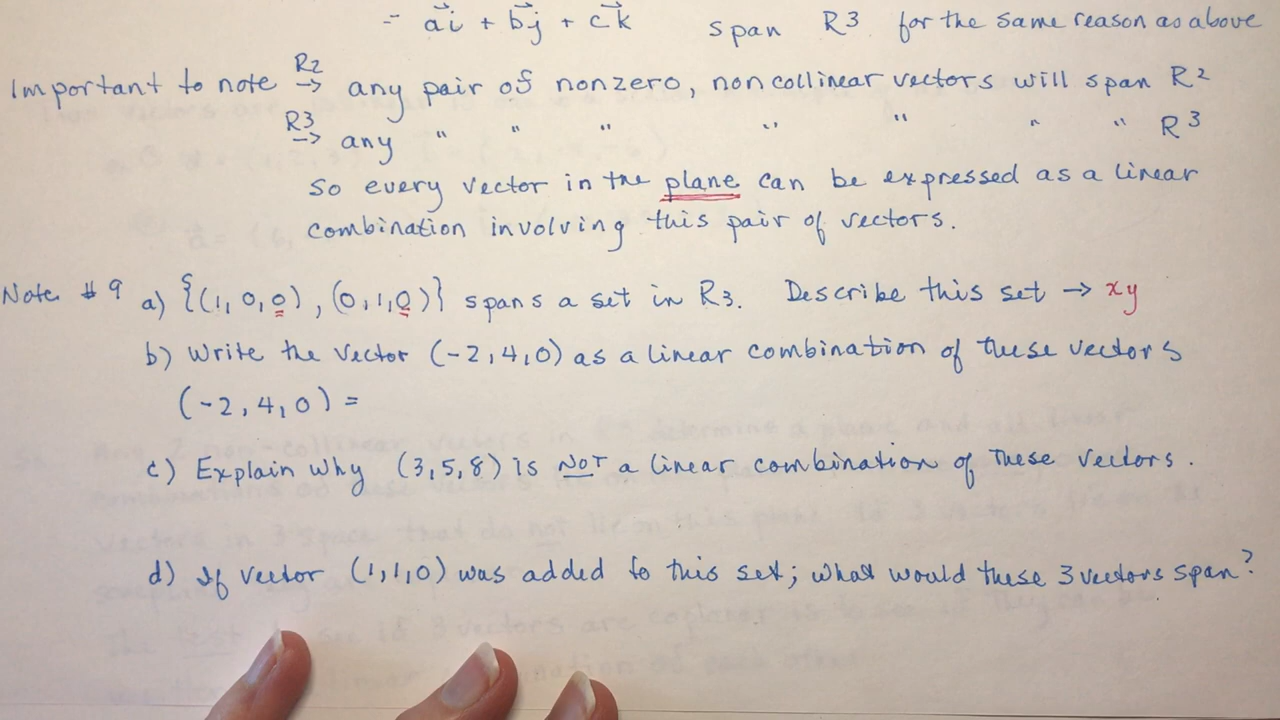 = ai + bj + ck span R3 for the same reason as above
Important to note R2 → any pair of nonzero, noncollinear vectors will span R2
R3 → any " " " " " " " R3
so every vector in the plane can be expressed as a linear
combination involving this pair of vectors.
Note #9 a) {(1,0,0), (0,1,0)} spans a set in R3. Describe this set → xy
b) Write the vector (-2,4,0) as a linear combination of these vectors
(-2,4,0) =
c) Explain why (3,5,8) is NOT a linear combination of these vectors.
d) If vector (1,1,0) was added to this set; what would these 3 vectors span?